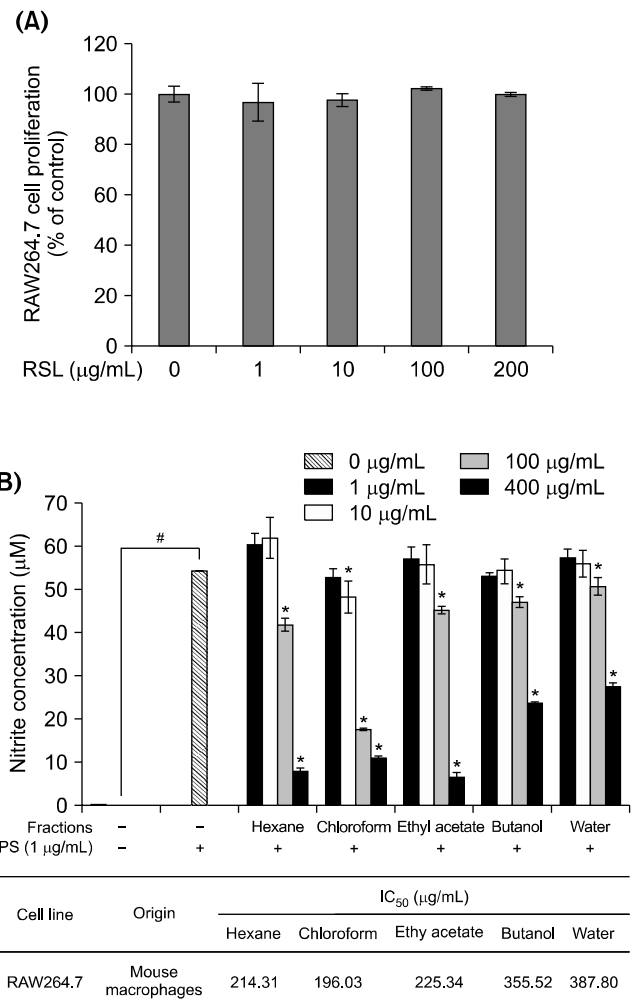 (A)
RAW264.7 cell proliferation
(% of control)
120
100
80
60
40
20
0
RSL (μg/mL) 0 1 10 100 200
B)
0 μg/mL 100 μg/mL
1 μg/mL 400 μg/mL
10 μg/mL
Nitrite concentration (μM)
70
60
50
40
30
20
10
0
#
* * * * * * * * * * *
Fractions − − Hexane Chloroform Ethyl acetate Butanol Water
PS (1 μg/mL) − + + + + + +
Cell line Origin IC50 (μg/mL)
Hexane Chloroform Ethy acetate Butanol Water
RAW264.7 Mouse macrophages 214.31 196.03 225.34 355.52 387.80